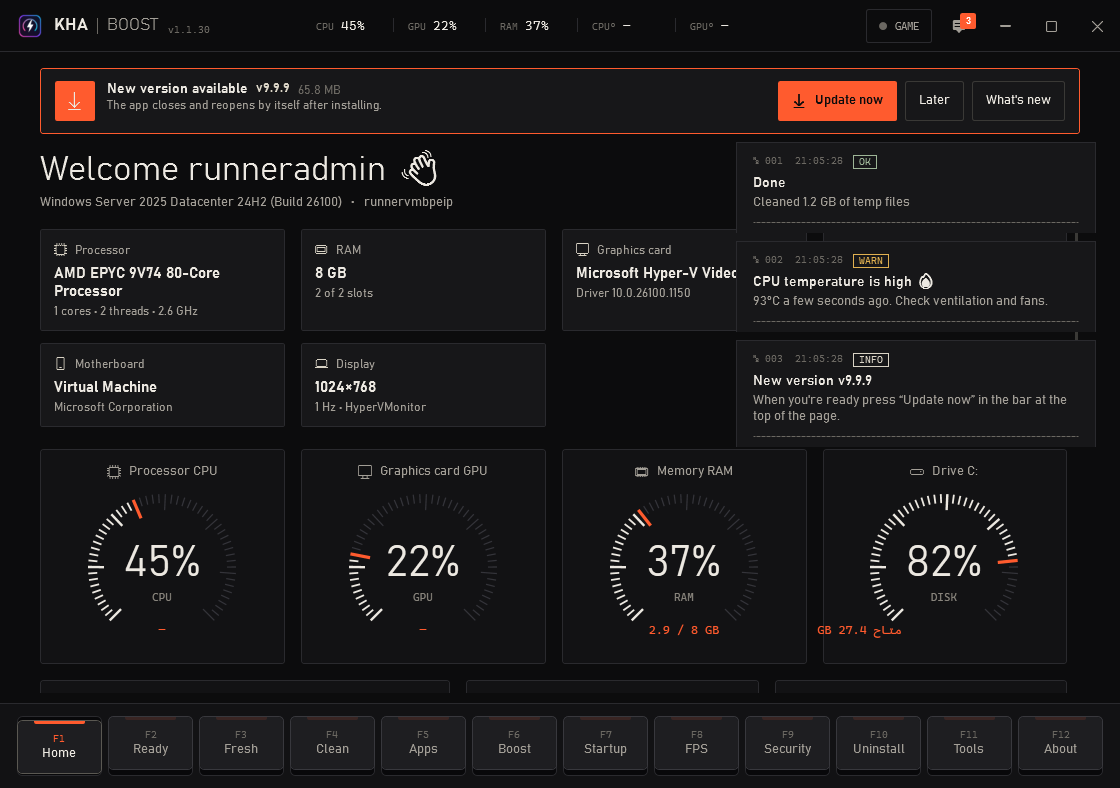 KHA | BOOST v1.1.30
CPU 45%
GPU 22%
RAM 37%
CPU° —
GPU° —
GAME
3
New version available v9.9.9 65.8 MB
The app closes and reopens by itself after installing.
Update now
Later
What's new
Welcome runneradmin
Windows Server 2025 Datacenter 24H2 (Build 26100) • runnervmbpeip
% 001 21:05:28 OK
Done
Cleaned 1.2 GB of temp files
% 002 21:05:28 WARN
CPU temperature is high
93°C a few seconds ago. Check ventilation and fans.
% 003 21:05:28 INFO
New version v9.9.9
When you're ready press “Update now” in the bar at the
top of the page.
Processor
AMD EPYC 9V74 80-Core
Processor
1 cores • 2 threads • 2.6 GHz
RAM
8 GB
2 of 2 slots
Graphics card
Microsoft Hyper-V Video
Driver 10.0.26100.1150
Motherboard
Virtual Machine
Microsoft Corporation
Display
1024×768
1 Hz • HyperVMonitor
Processor CPU
45%
CPU
—
Graphics card GPU
22%
GPU
—
Memory RAM
37%
RAM
2.9 / 8 GB
Drive C:
82%
DISK
متاح 27.4 GB
F1
Home
F2
Ready
F3
Fresh
F4
Clean
F5
Apps
F6
Boost
F7
Startup
F8
FPS
F9
Security
F10
Uninstall
F11
Tools
F12
About